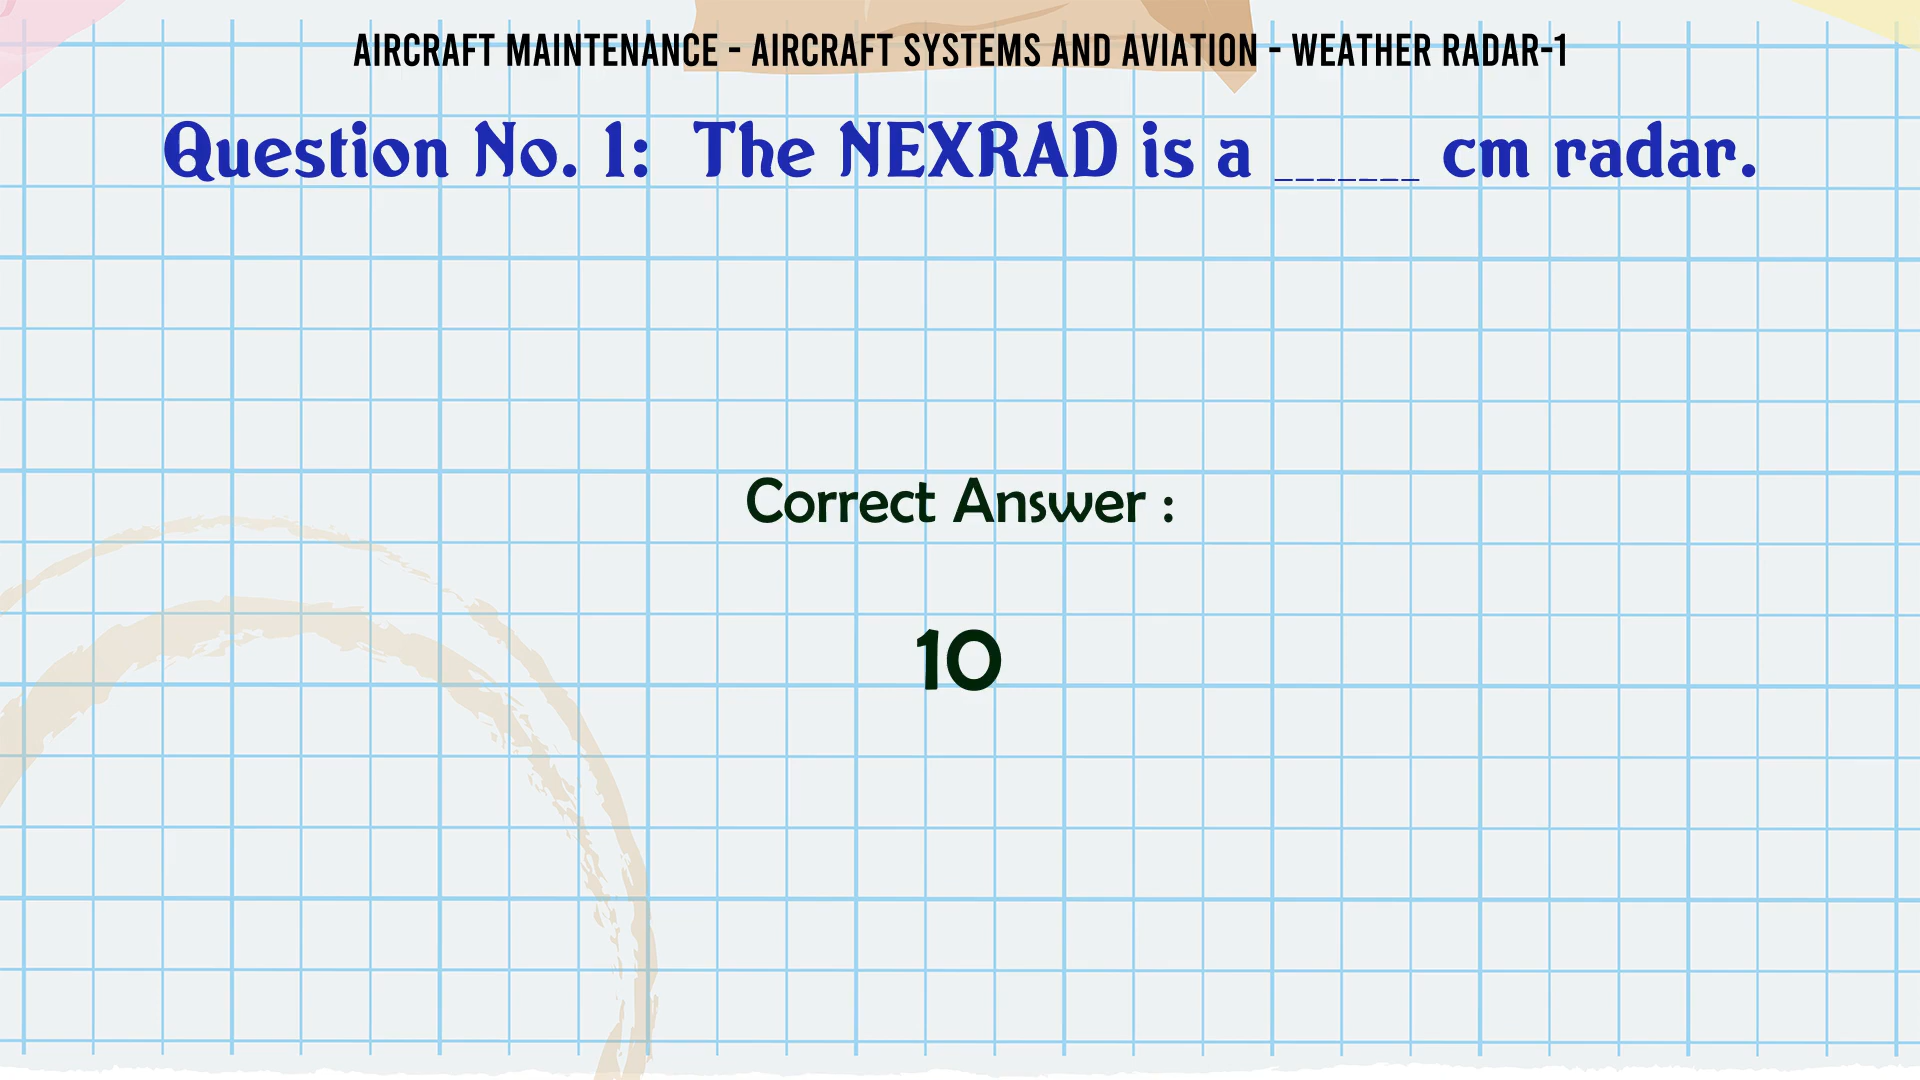 AIRCRAFT MAINTENANCE - AIRCRAFT SYSTEMS AND AVIATION - WEATHER RADAR-1
Question No. 1:  The NEXRAD is a _______ cm radar.
Correct Answer :
10